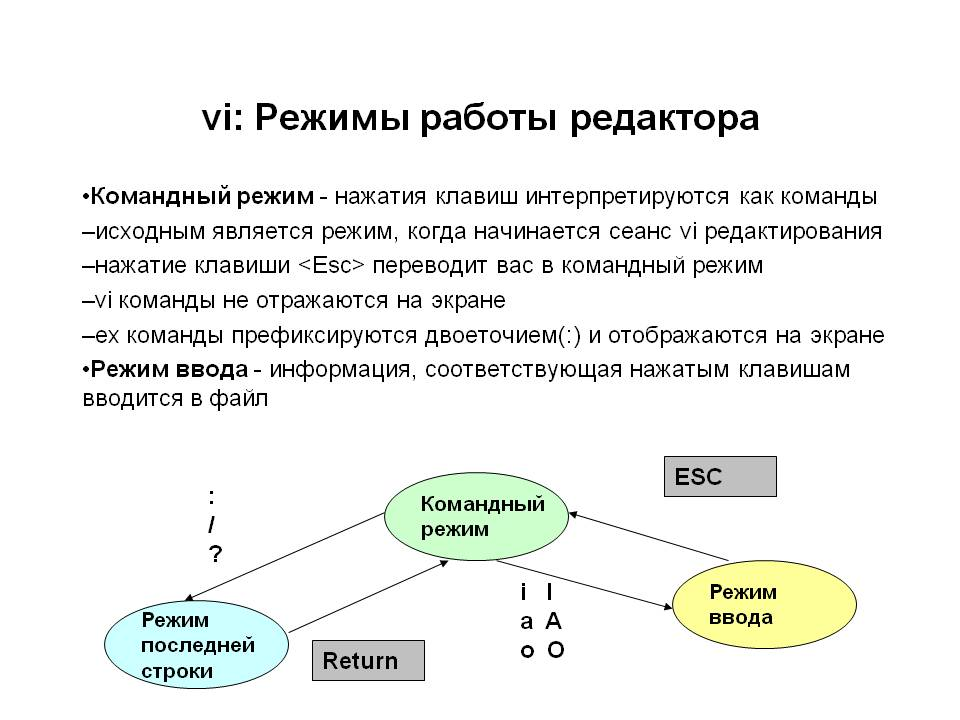 vi: Режимы работы редактора
•Командный режим - нажатия клавиш интерпретируются как команды
–исходным является режим, когда начинается сеанс vi редактирования
–нажатие клавиши <Esc> переводит вас в командный режим
–vi команды не отражаются на экране
–ex команды префиксируются двоеточием(:) и отображаются на экране
•Режим ввода - информация, соответствующая нажатым клавишам
вводится в файл
ESC
:
/
?
Командный
режим
i I
a A
o O
Режим
ввода
Режим
последней
строки
Return